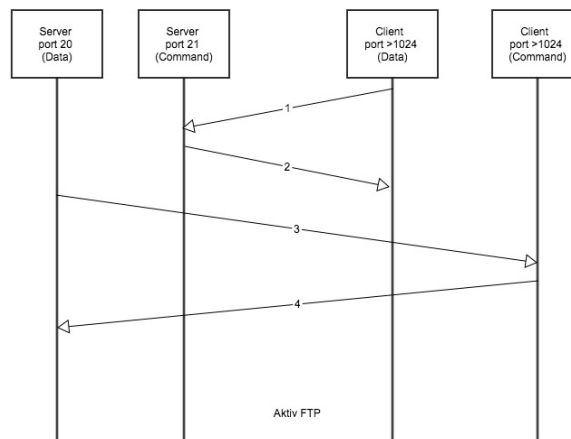 Server
port 20
(Data)
Server
port 21
(Command)
Client
port >1024
(Data)
Client
port >1024
(Command)
1
2
3
4
Aktiv FTP